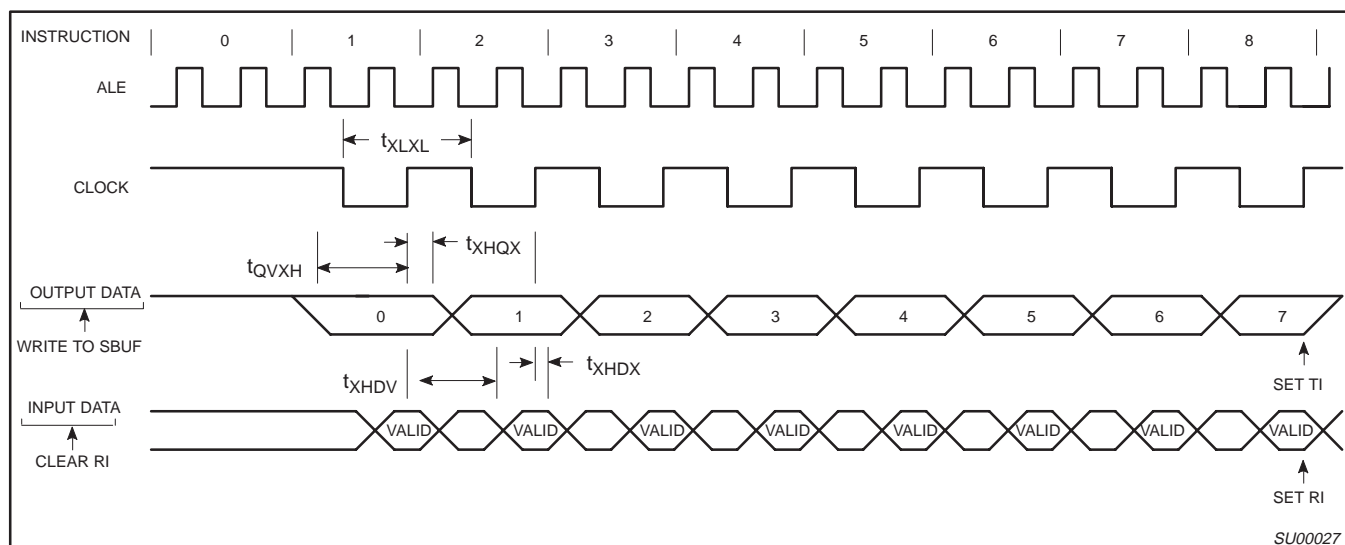 INSTRUCTION 0 1 2 3 4 5 6 7 8
ALE
tXLXL
CLOCK
tXHQX
tQVXH
OUTPUT DATA
0 1 2 3 4 5 6 7
WRITE TO SBUF
tXHDX
tXHDV
SET TI
INPUT DATA
VALID VALID VALID VALID VALID VALID VALID VALID
CLEAR RI
SET RI
SU00027